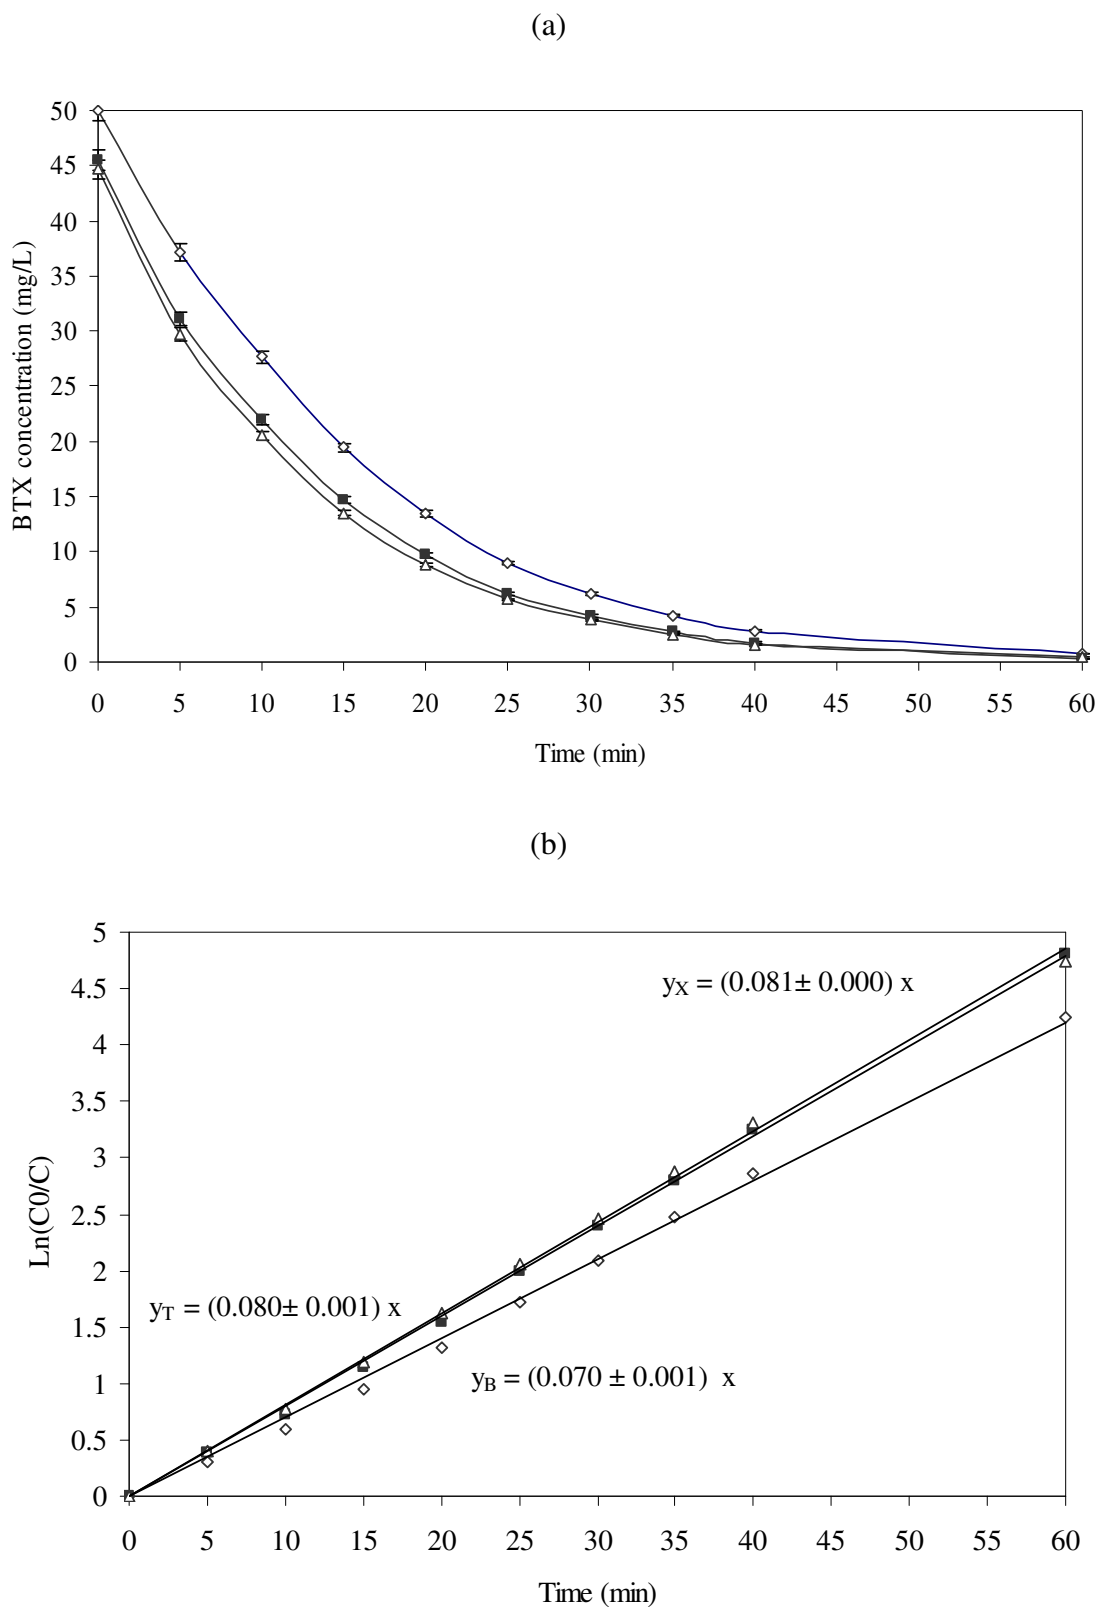 (a)
50
45
40
35
30
25
20
15
10
5
0
BTX concentration (mg/L)
0 5 10 15 20 25 30 35 40 45 50 55 60
Time (min)
(b)
5
4.5
4
3.5
3
2.5
2
1.5
1
0.5
0
Ln(C0/C)
yX = (0.081± 0.000) x
yT = (0.080± 0.001) x
yB = (0.070 ± 0.001) x
0 5 10 15 20 25 30 35 40 45 50 55 60
Time (min)